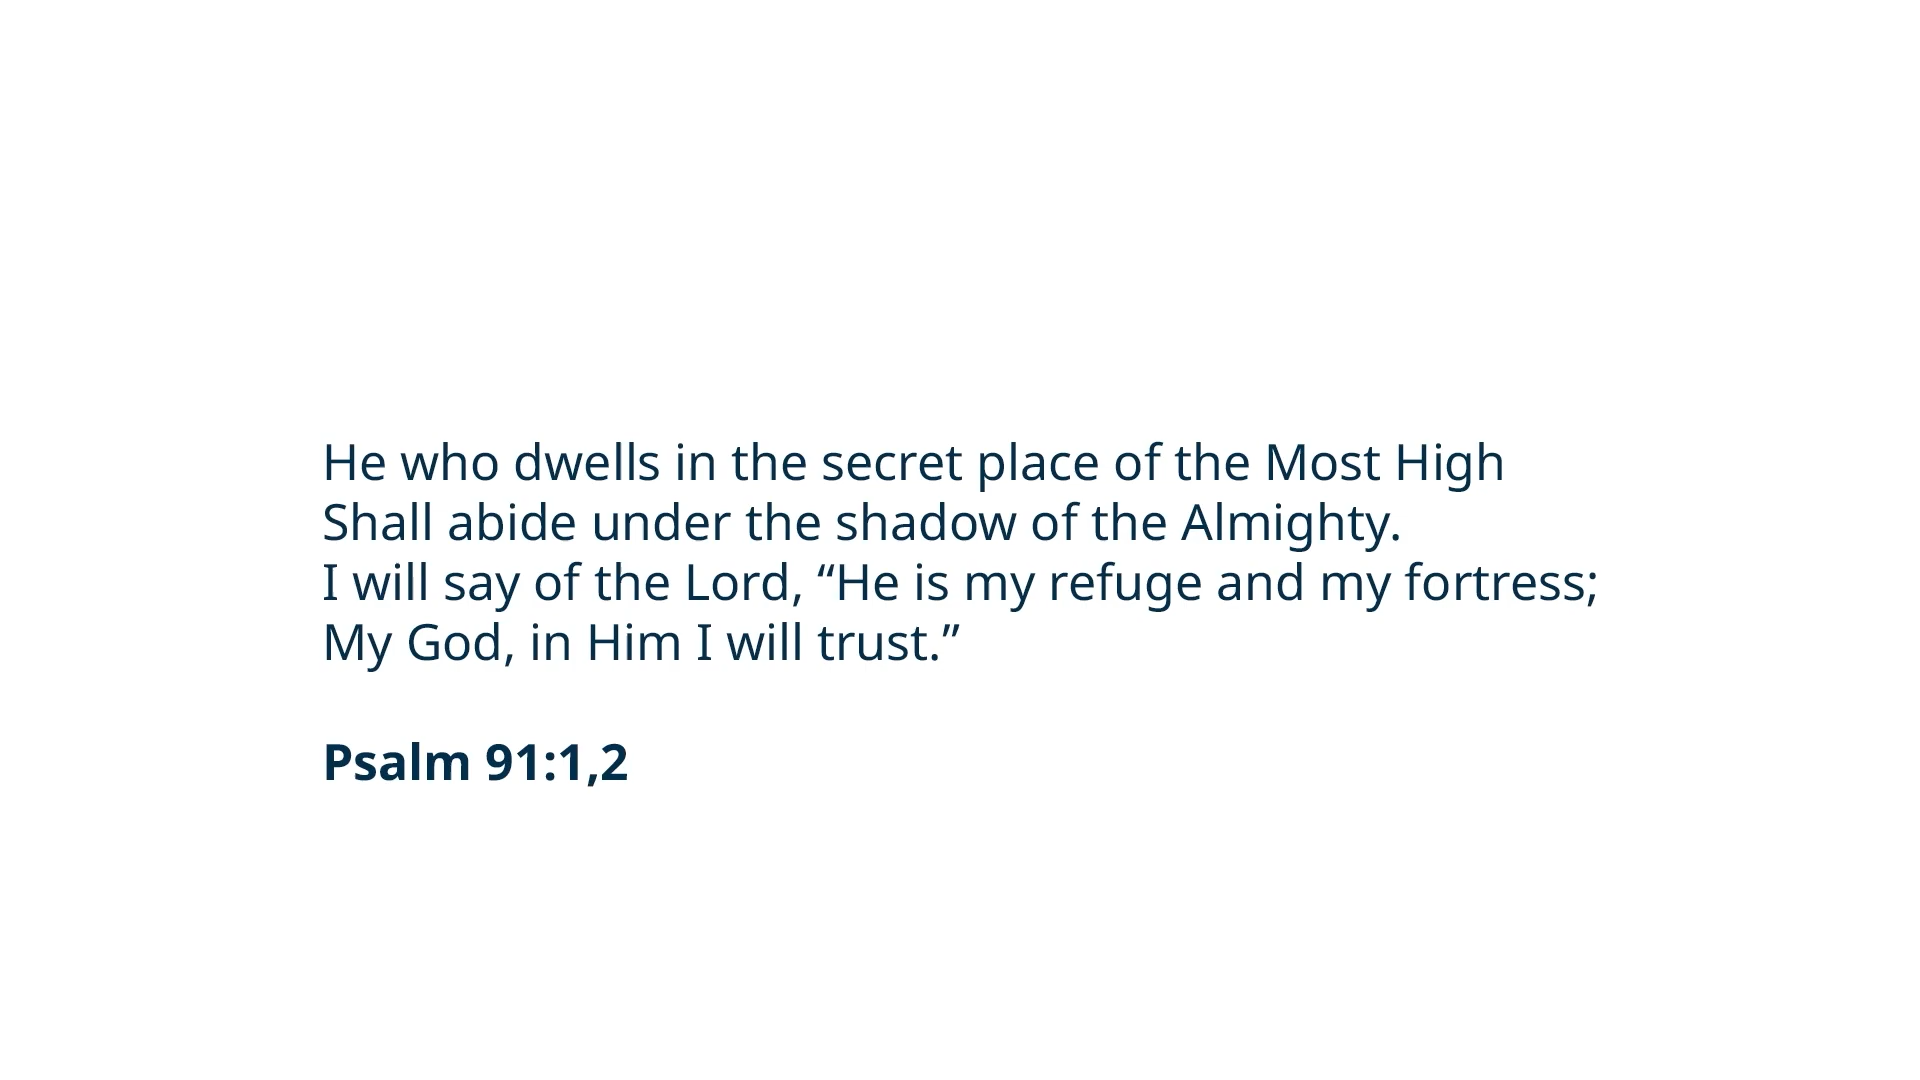 He who dwells in the secret place of the Most High
Shall abide under the shadow of the Almighty.
I will say of the Lord, “He is my refuge and my fortress;
My God, in Him I will trust.”
Psalm 91:1,2